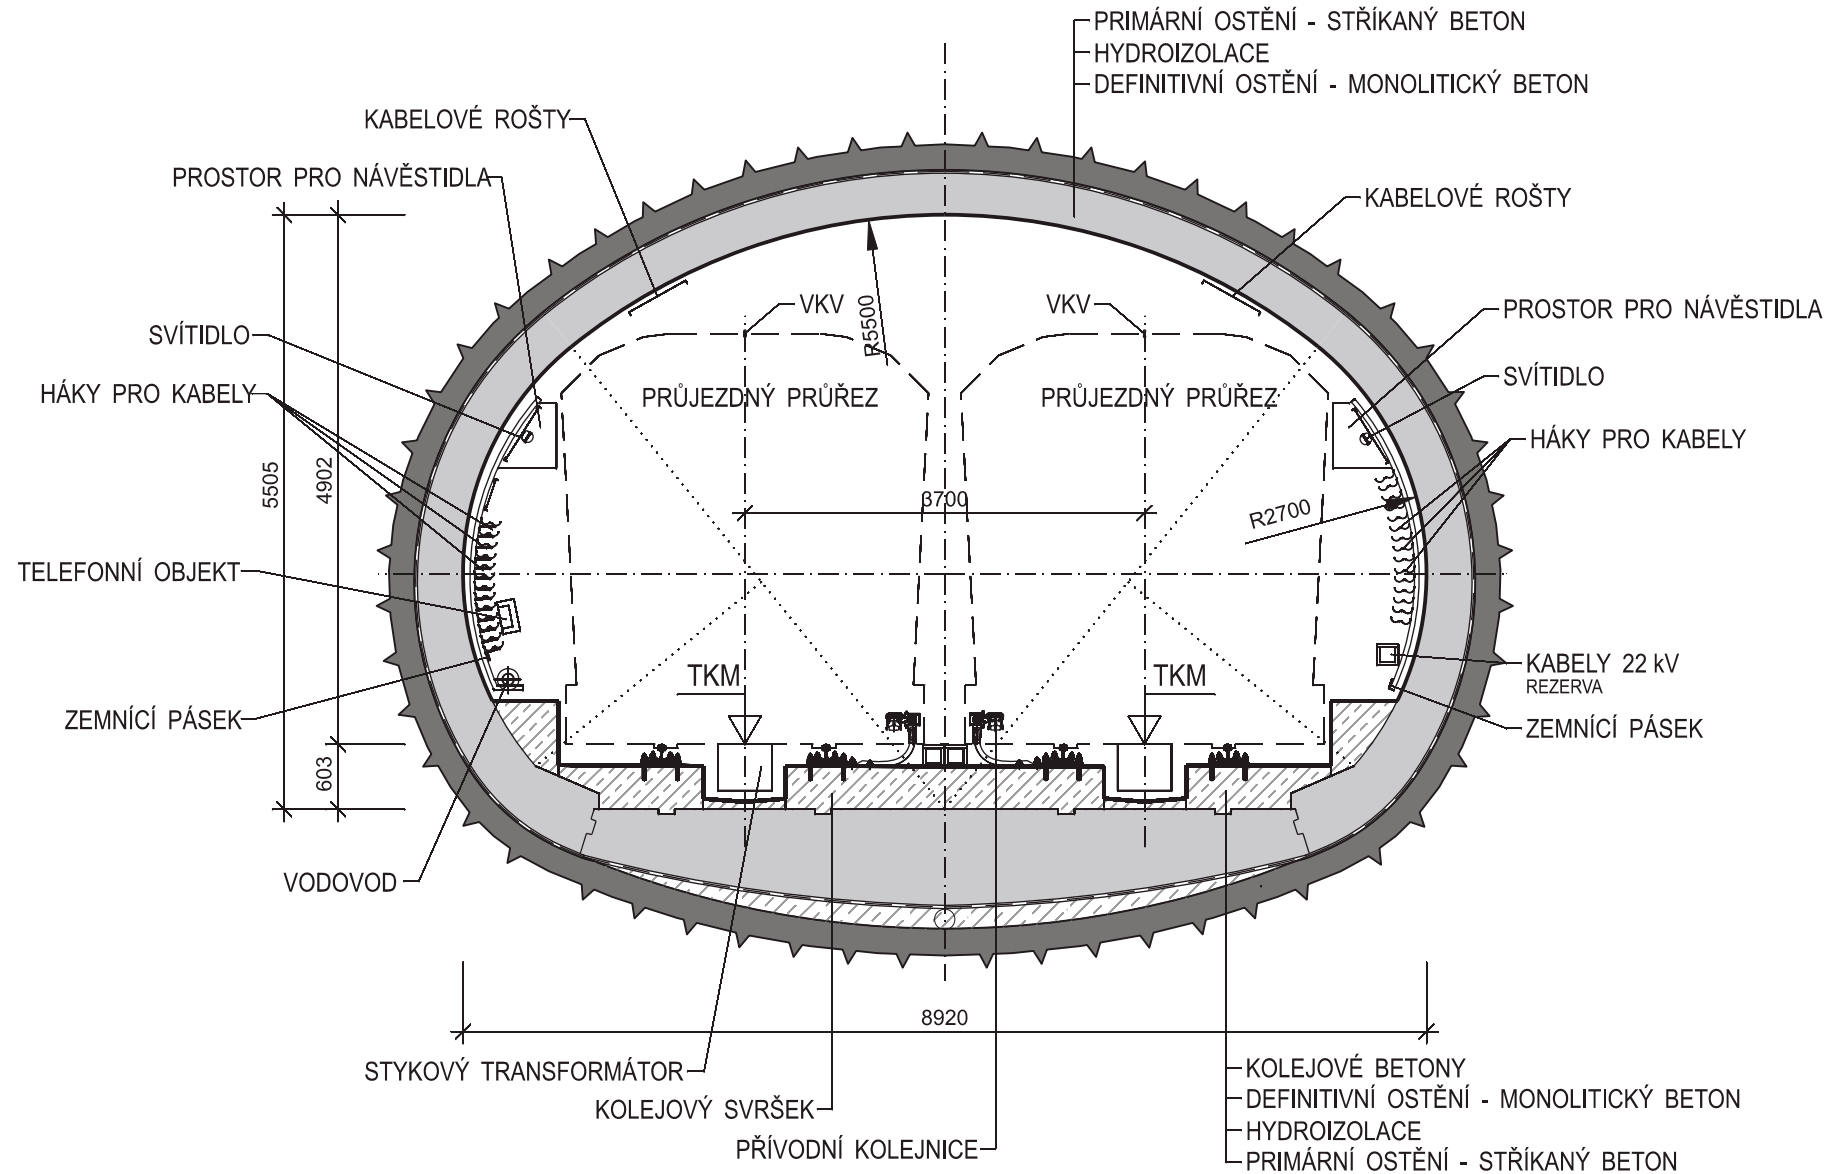 PRIMÁRNÍ OSTĚNÍ - STŘÍKANÝ BETON
HYDROIZOLACE
DEFINITIVNÍ OSTĚNÍ - MONOLITICKÝ BETON
KABELOVÉ ROŠTY
PROSTOR PRO NÁVĚSTIDLA
KABELOVÉ ROŠTY
VKV
VKV
PROSTOR PRO NÁVĚSTIDLA
SVÍTIDLO
R5500
SVÍTIDLO
HÁKY PRO KABELY
PRŮJEZDNÝ PRŮŘEZ
PRŮJEZDNÝ PRŮŘEZ
HÁKY PRO KABELY
5505
4902
3700
R2700
TELEFONNÍ OBJEKT
TKM
TKM
KABELY 22 kV
REZERVA
ZEMNÍCÍ PÁSEK
ZEMNÍCÍ PÁSEK
603
VODOVOD
8920
STYKOVÝ TRANSFORMÁTOR
KOLEJOVÝ SVRŠEK
PŘÍVODNÍ KOLEJNICE
KOLEJOVÉ BETONY
DEFINITIVNÍ OSTĚNÍ - MONOLITICKÝ BETON
HYDROIZOLACE
PRIMÁRNÍ OSTĚNÍ - STŘÍKANÝ BETON